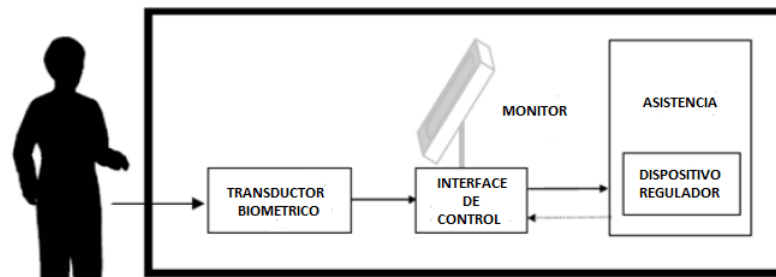 MONITOR
ASISTENCIA
TRANSDUCTOR
BIOMETRICO
INTERFACE
DE
CONTROL
DISPOSITIVO
REGULADOR